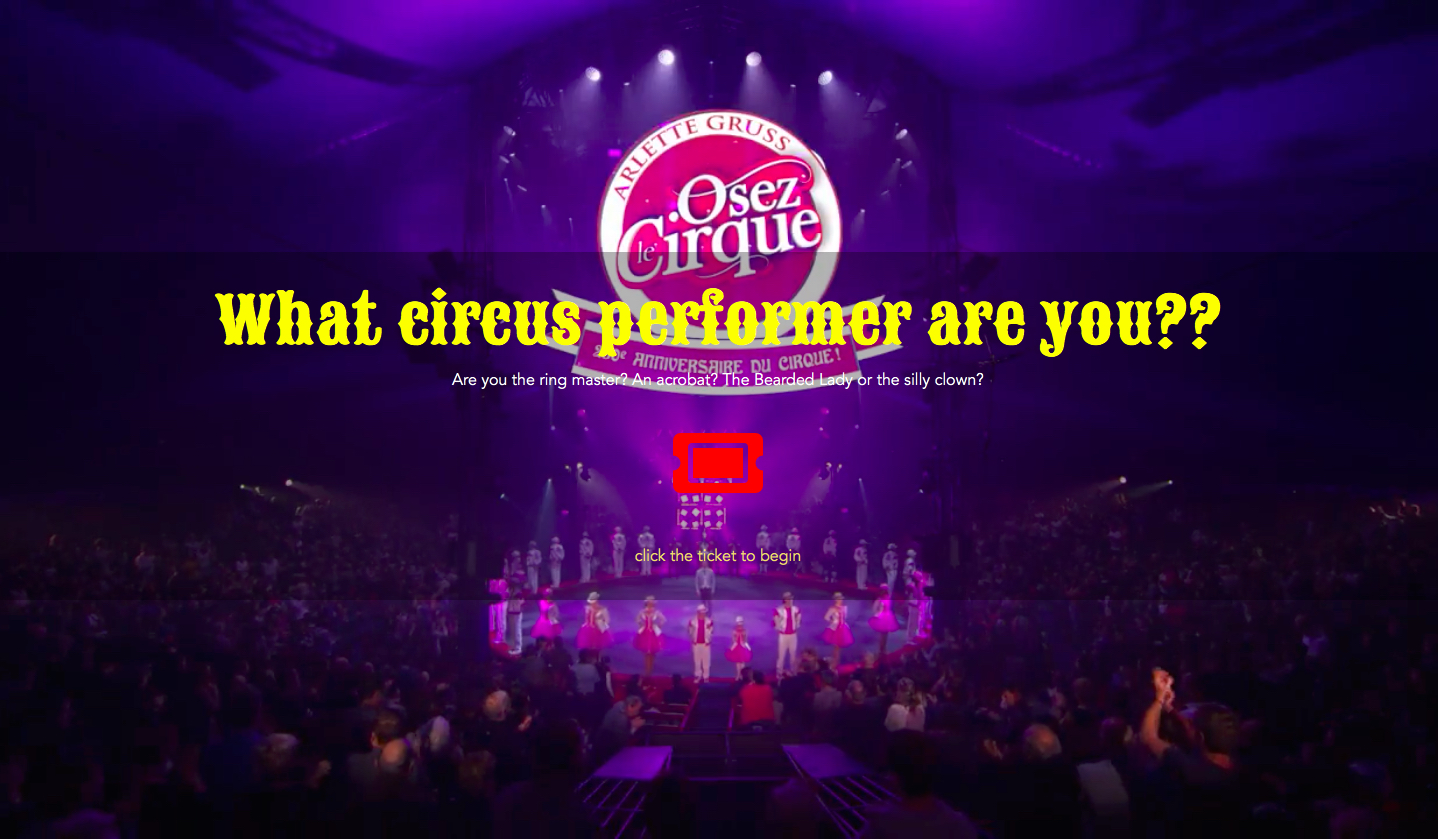 ARLETTE GRUSS
Osez
le Cirque
What circus performer are you??
ANNIVERSAIRE DU CIRQUE!
Are you the ring master? An acrobat? The Bearded Lady or the silly clown?
click the ticket to begin